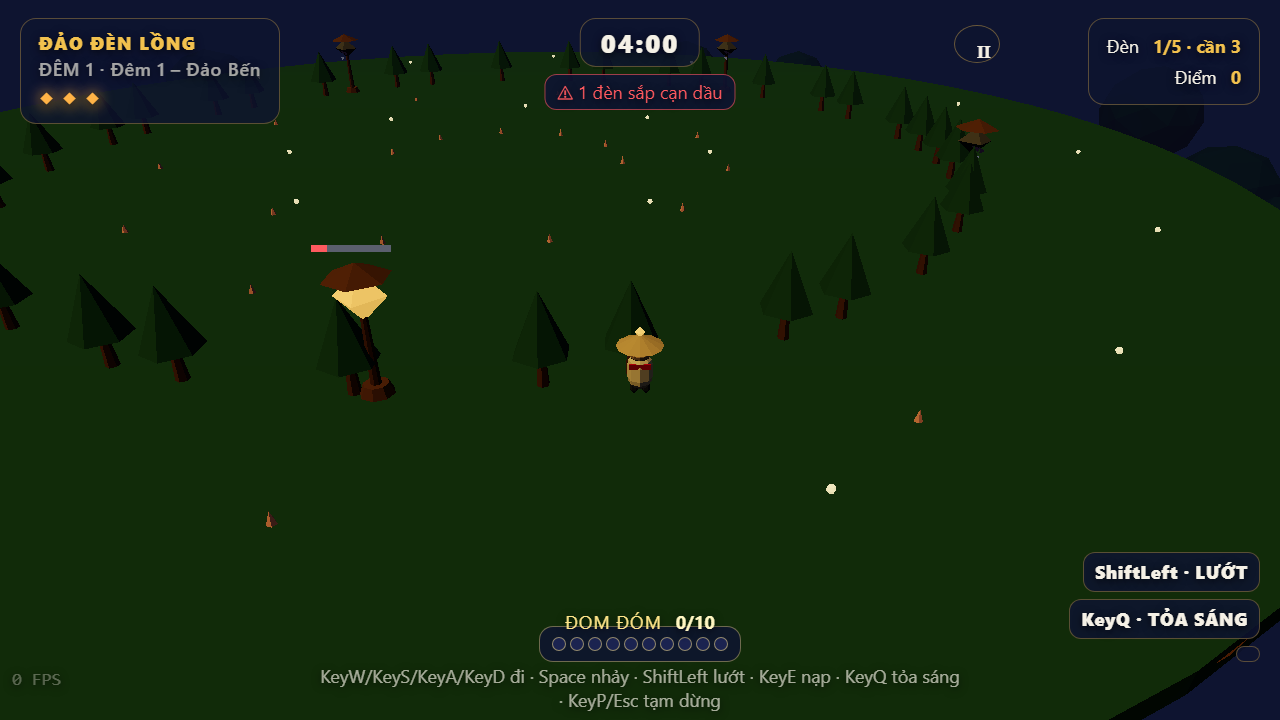 ĐẢO ĐÈN LỒNG
ĐÊM 1 · Đêm 1 – Đảo Bến
04:00
⚠ 1 đèn sắp cạn dầu
II
Đèn 1/5 · cần 3
Điểm 0
ShiftLeft · LƯỚT
KeyQ · TỎA SÁNG
ĐOM ĐÓM 0/10
KeyW/KeyS/KeyA/KeyD đi · Space nhảy · ShiftLeft lướt · KeyE nạp · KeyQ tỏa sáng
· KeyP/Esc tạm dừng
0 FPS